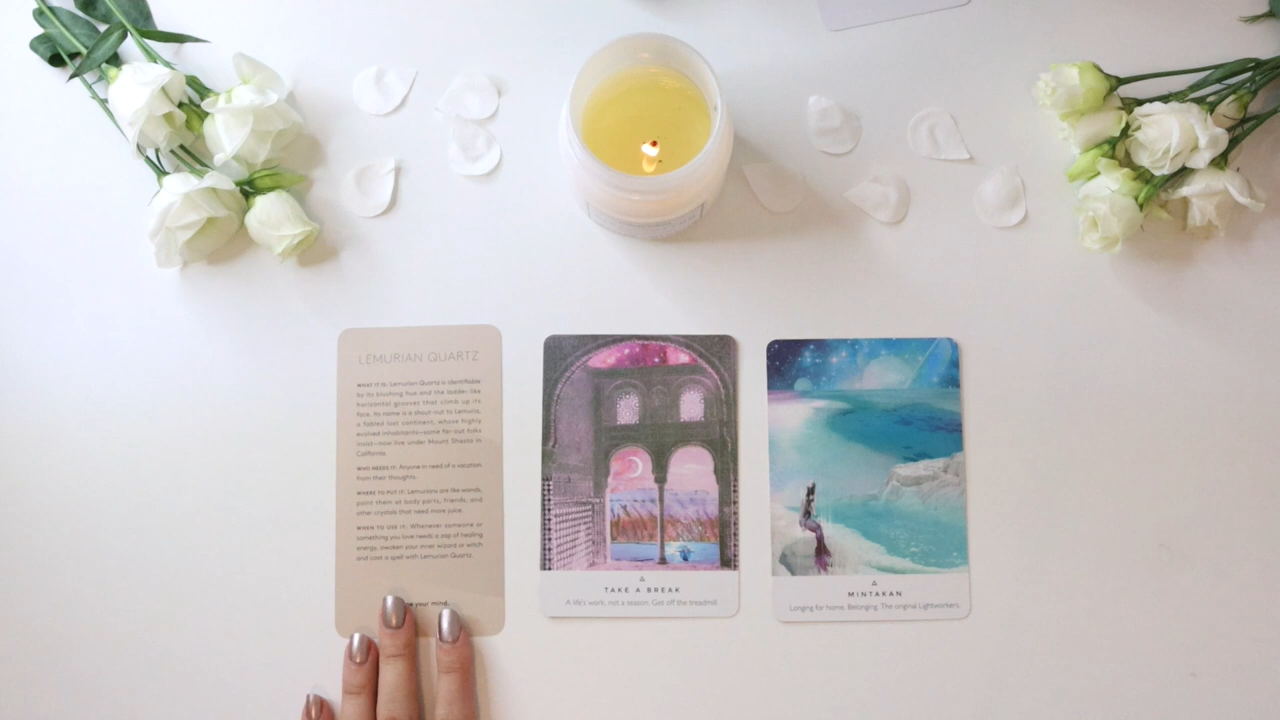 LEMURIAN QUARTZ
WHAT IT IS: Lemurian Quartz is identifiable
by its blushing hue and the ladder-like
horizontal grooves that climb up its
face. Its name is a shout-out to Lemuria,
a fabled lost continent, whose highly
evolved inhabitants—some far-out folks
insist—now live under Mount Shasta in
California.
WHO NEEDS IT: Anyone in need of a vacation
from their thoughts.
WHERE TO PUT IT: Lemurians are like wands,
point them at body parts, friends, and
other crystals that need more juice.
WHEN TO USE IT: Whenever someone or
something you love needs a zap of healing
energy, awaken your inner wizard or witch
and cast a spell with Lemurian Quartz.
your mind.
TAKE A BREAK
A life's work, not a season. Get off the treadmill.
MINTAKAN
Longing for home. Belonging. The original Lightworkers.